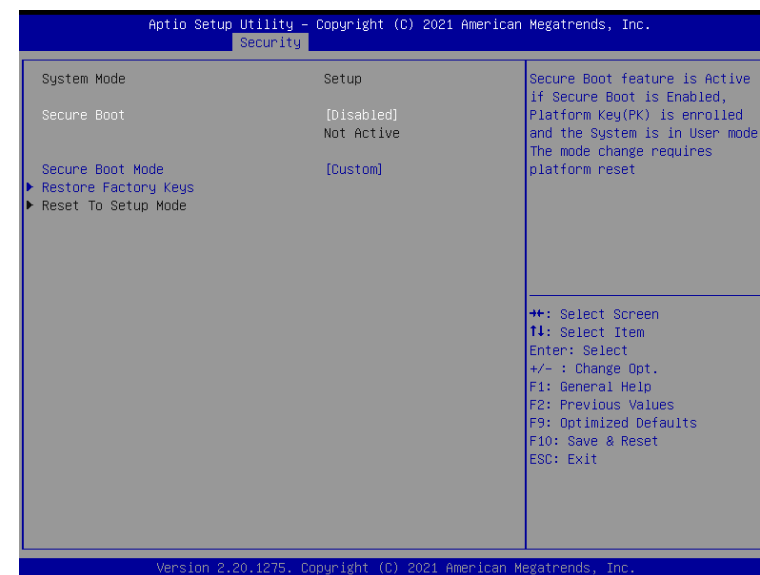 Aptio Setup Utility – Copyright (C) 2021 American Megatrends, Inc.
Security
System Mode Setup
Secure Boot [Disabled]
Not Active
Secure Boot Mode [Custom]
Restore Factory Keys
Reset To Setup Mode
Secure Boot feature is Active
if Secure Boot is Enabled,
Platform Key(PK) is enrolled
and the System is in User mode
The mode change requires
platform reset
→←: Select Screen
↑↓: Select Item
Enter: Select
+/– : Change Opt.
F1: General Help
F2: Previous Values
F9: Optimized Defaults
F10: Save & Reset
ESC: Exit
Version 2.20.1275. Copyright (C) 2021 American Megatrends, Inc.